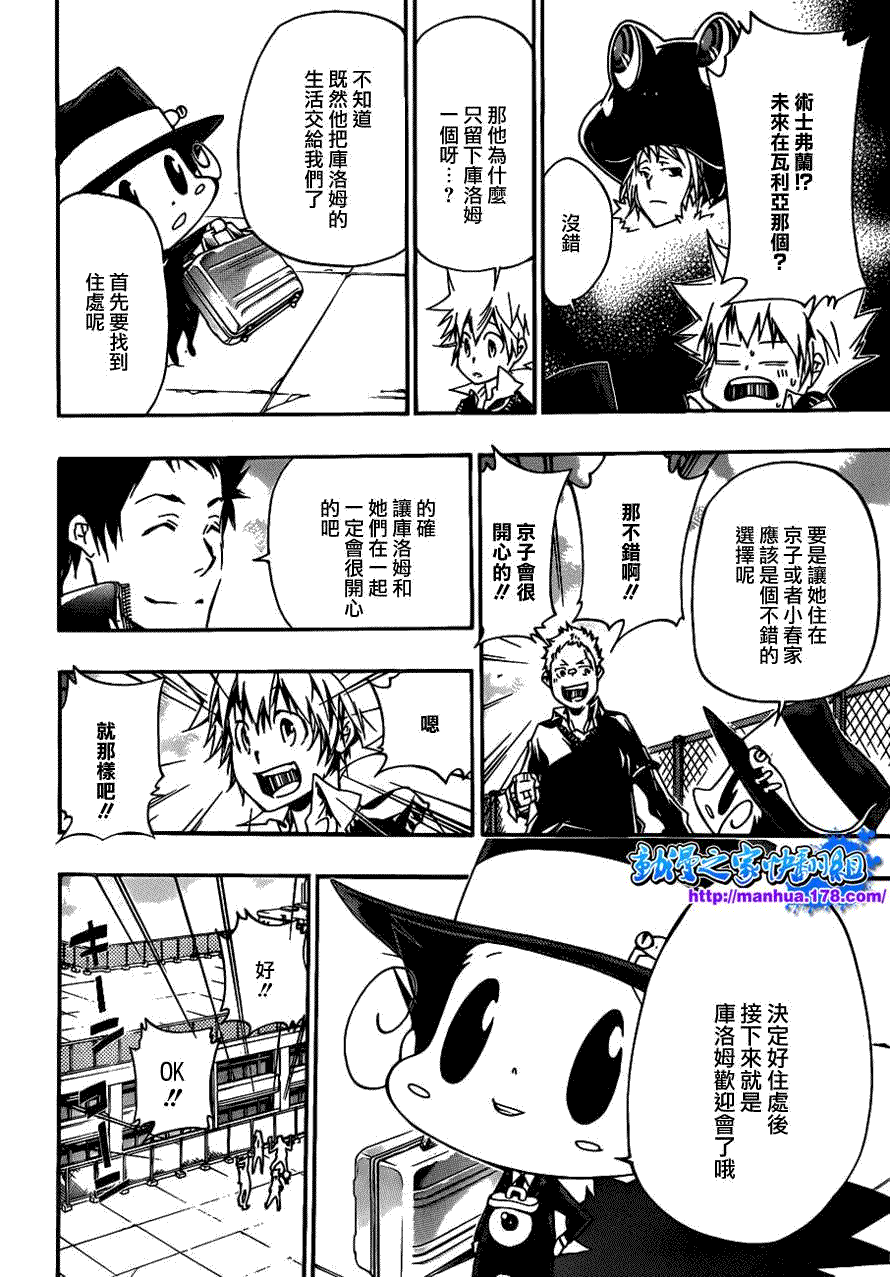 術士弗蘭!?
未來在瓦利亞那個?
沒錯
那他為什麼
只留下庫洛姆
一個呀…?
不知道
既然他把庫洛姆的
生活交給我們了
首先要找到
住處呢
要是讓她住在
京子或者小春家
應該是個不錯的
選擇呢
那不錯啊!!
京子會很
開心的!!
的確
讓庫洛姆和
她們在一起
一定會很開心
的吧
嗯
就那樣吧!!
動漫之家快翻組
http://manhua.178.com/
決定好住處後
接下來就是
庫洛姆歡迎會了哦
好!!
OK!!
キーン